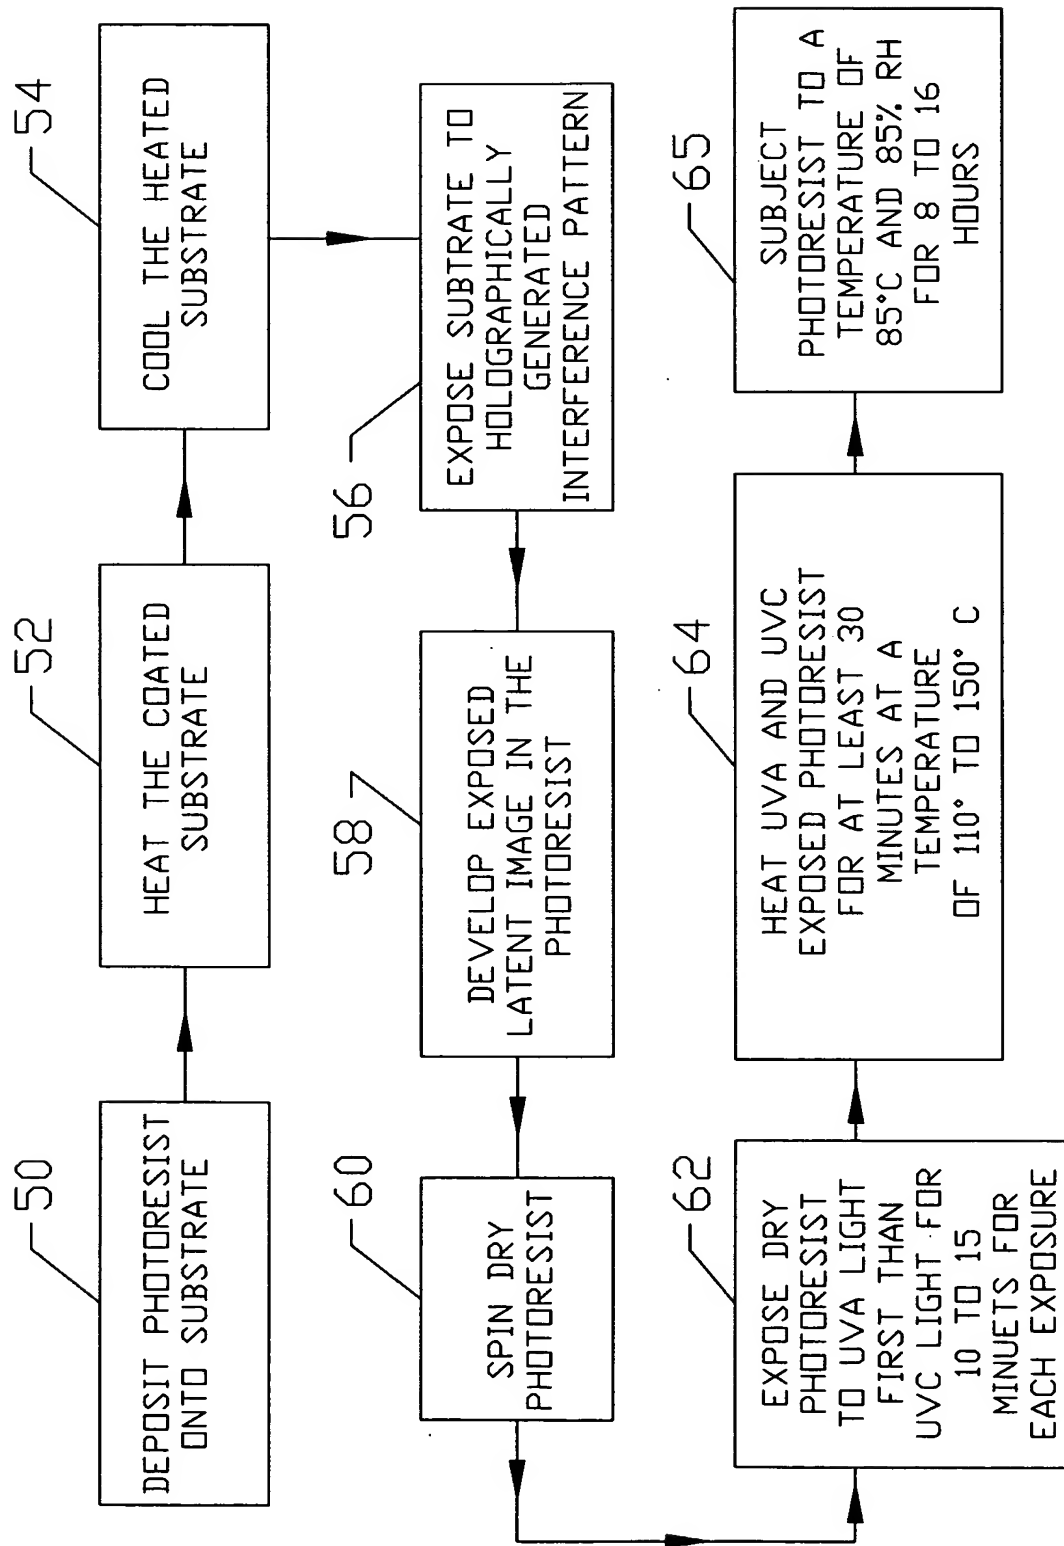 50
DEPOSIT PHOTORESIST
ONTO SUBSTRATE
52
HEAT THE COATED
SUBSTRATE
54
COOL THE HEATED
SUBSTRATE
56
EXPOSE SUBTRATE TO
HOLOGRAPHICALLY
GENERATED
INTERFERENCE PATTERN
58
DEVELOP EXPOSED
LATENT IMAGE IN THE
PHOTORESIST
60
SPIN DRY
PHOTORESIST
62
EXPOSE DRY
PHOTORESIST
TO UVA LIGHT
FIRST THAN
UVC LIGHT FOR
10 TO 15
MINUETS FOR
EACH EXPOSURE
64
HEAT UVA AND UVC
EXPOSED PHOTORESIST
FOR AT LEAST 30
MINUTES AT A
TEMPERATURE
OF 110° TO 150° C
65
SUBJECT
PHOTORESIST TO A
TEMPERATURE OF
85°C AND 85% RH
FOR 8 TO 16
HOURS